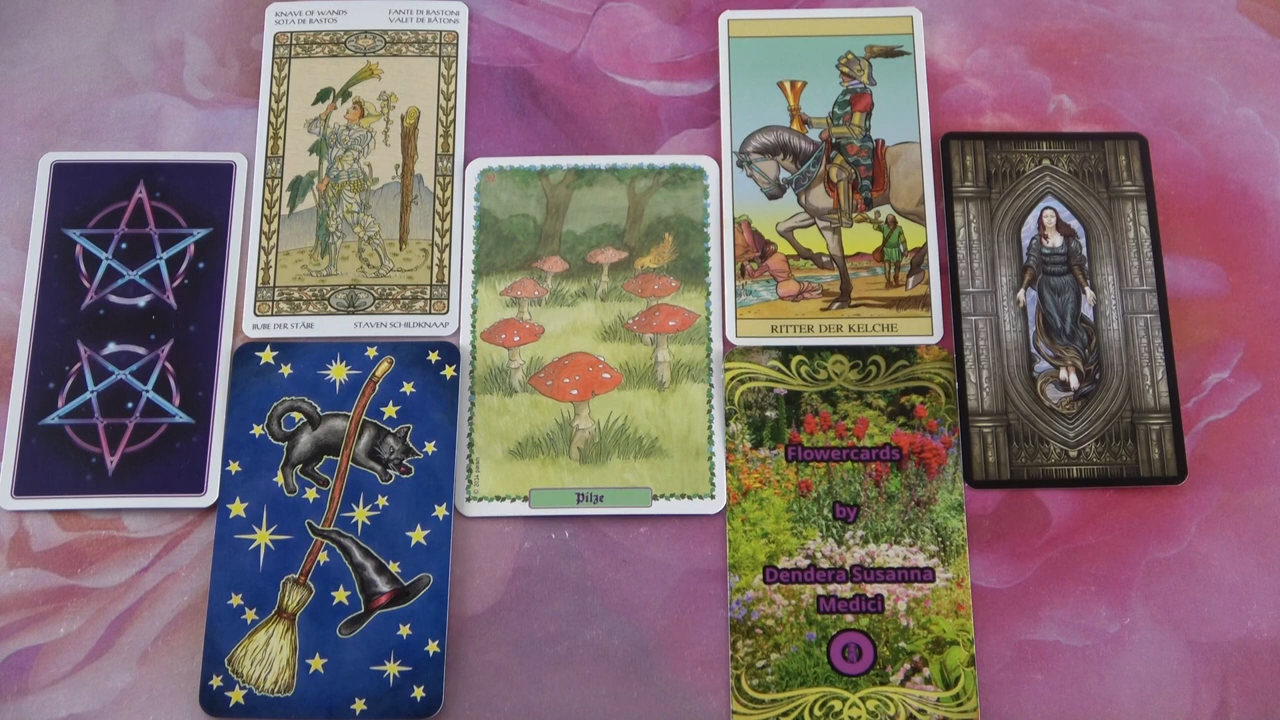 KNAVE OF WANDS
SOTA DE BASTOS
FANTE DI BASTONI
VALET DE BÂTONS
BUBE DER STÄBE
STAVEN SCHILDKNAAP
Pilze
RITTER DER KELCHE
Flowercards
by
Dendera Susanna
Medici